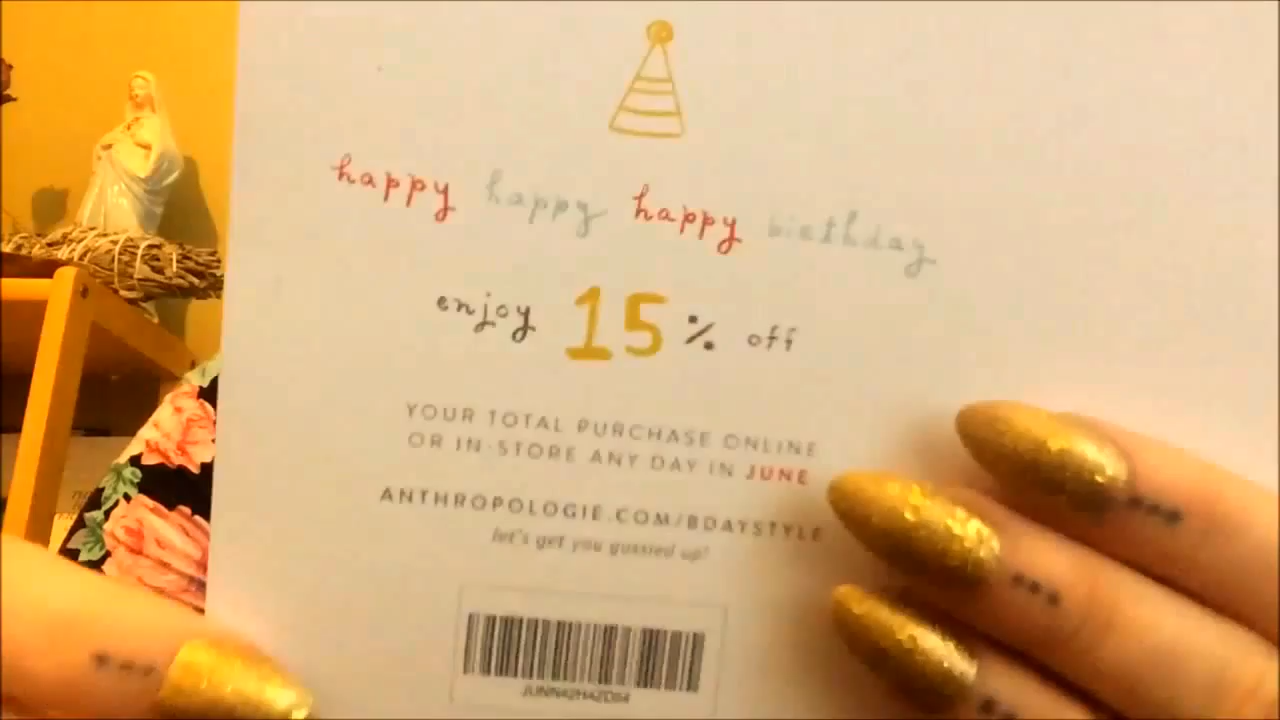 happy happy happy birthday
enjoy 15% off
YOUR TOTAL PURCHASE ONLINE
OR IN-STORE ANY DAY IN JUNE
ANTHROPOLOGIE.COM/BDAYSTYLE
let's get you gussied up!